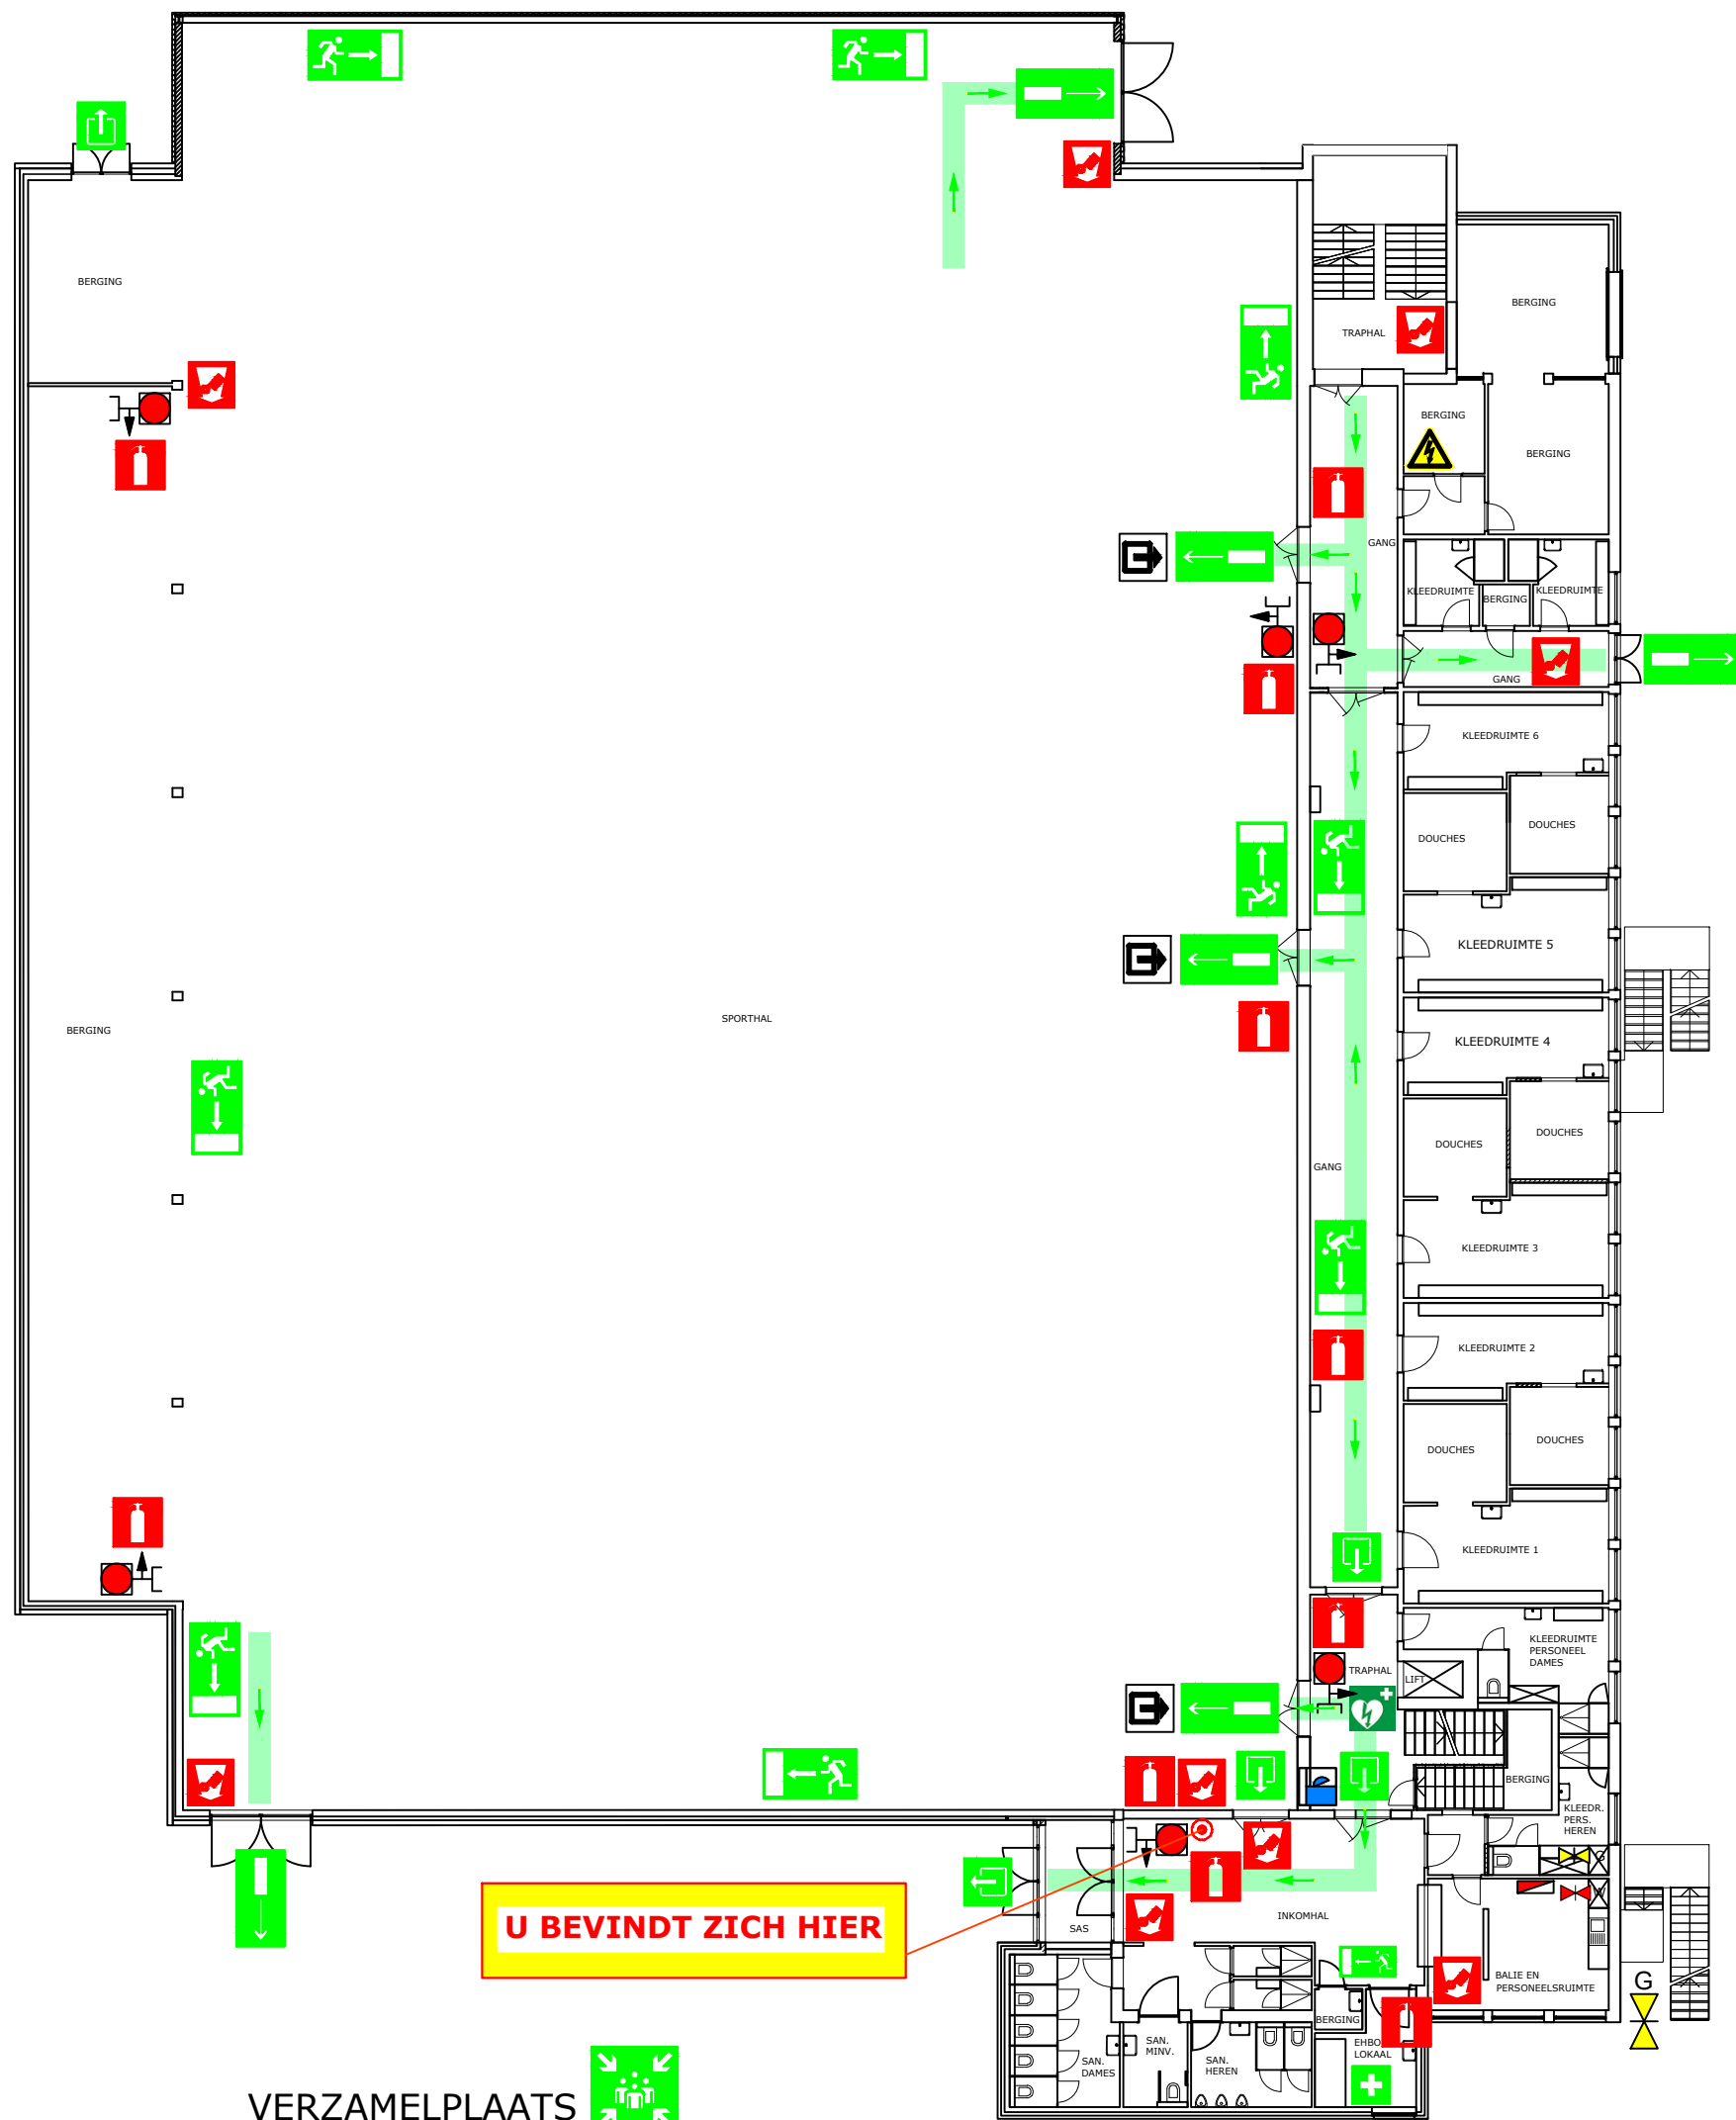 BERGING
BERGING
TRAPHAL
BERGING
BERGING
GANG
KLEEDRUIMTE
BERGING
KLEEDRUIMTE
GANG
KLEEDRUIMTE 6
DOUCHES
DOUCHES
KLEEDRUIMTE 5
SPORTHAL
BERGING
KLEEDRUIMTE 4
DOUCHES
DOUCHES
GANG
KLEEDRUIMTE 3
KLEEDRUIMTE 2
DOUCHES
DOUCHES
KLEEDRUIMTE 1
KLEEDRUIMTE
PERSONEEL
DAMES
TRAPHAL
LIFT
BERGING
KLEEDR.
PERS.
HEREN
G
W
U BEVINDT ZICH HIER
SAS
INKOMHAL
BALIE EN
PERSONEELSRUIMTE
G
BERGING
SAN.
DAMES
SAN.
MINV.
SAN.
HEREN
LOKAAL
VERZAMELPLAATS